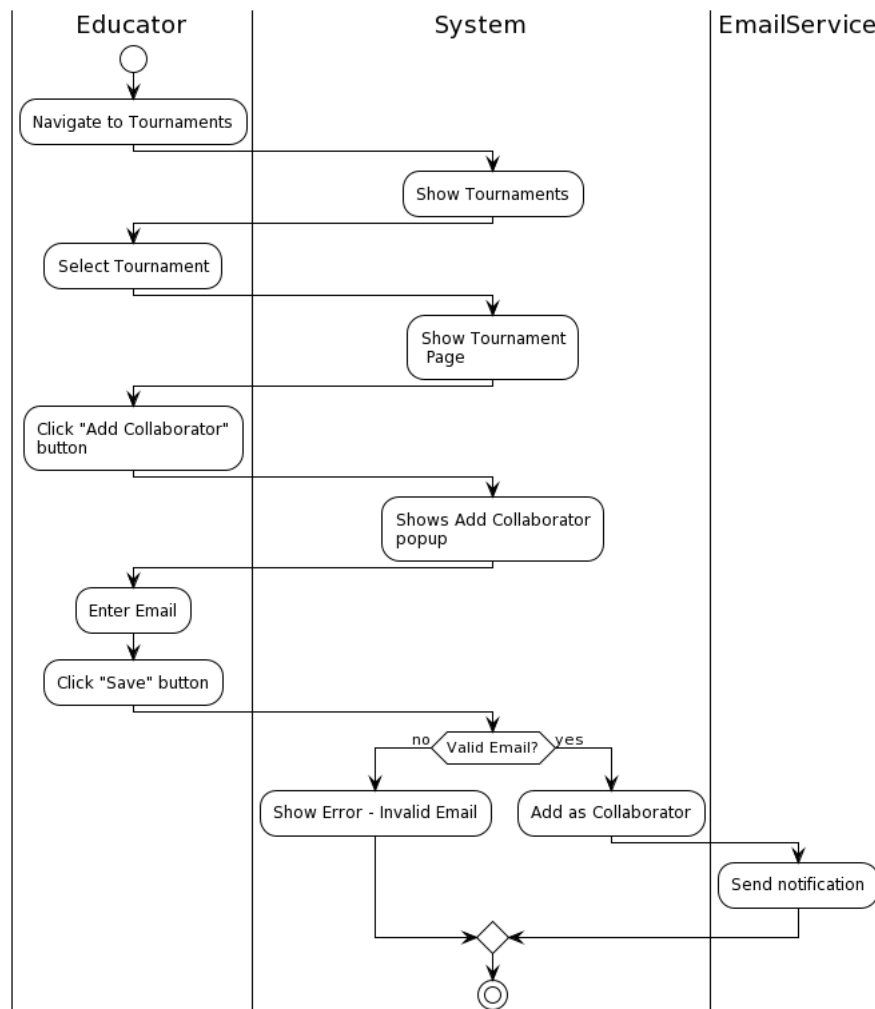 Educator
System
EmailService
Navigate to Tournaments
Show Tournaments
Select Tournament
Show Tournament
Page
Click "Add Collaborator"
button
Shows Add Collaborator
popup
Enter Email
Click "Save" button
no
Valid Email?
yes
Show Error - Invalid Email
Add as Collaborator
Send notification